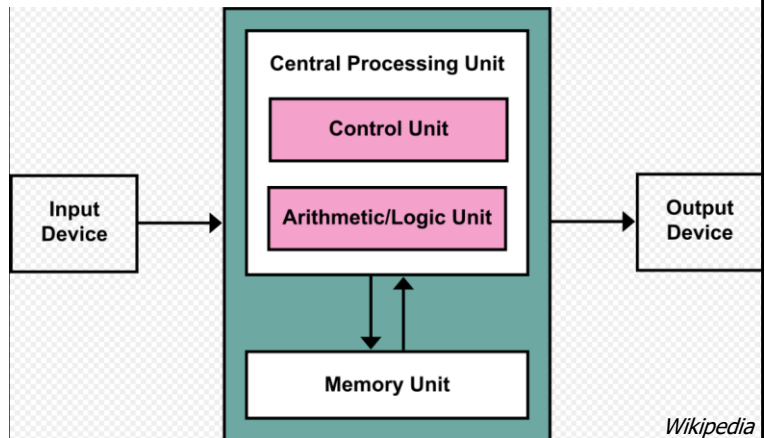 Central Processing Unit
Control Unit
Arithmetic/Logic Unit
Input
Device
Output
Device
Memory Unit
Wikipedia